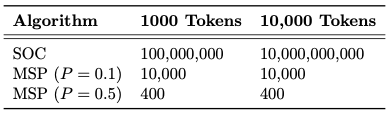 Algorithm 1000 Tokens 10,000 Tokens
SOC 100,000,000 10,000,000,000
MSP (P = 0.1) 10,000 10,000
MSP (P = 0.5) 400 400